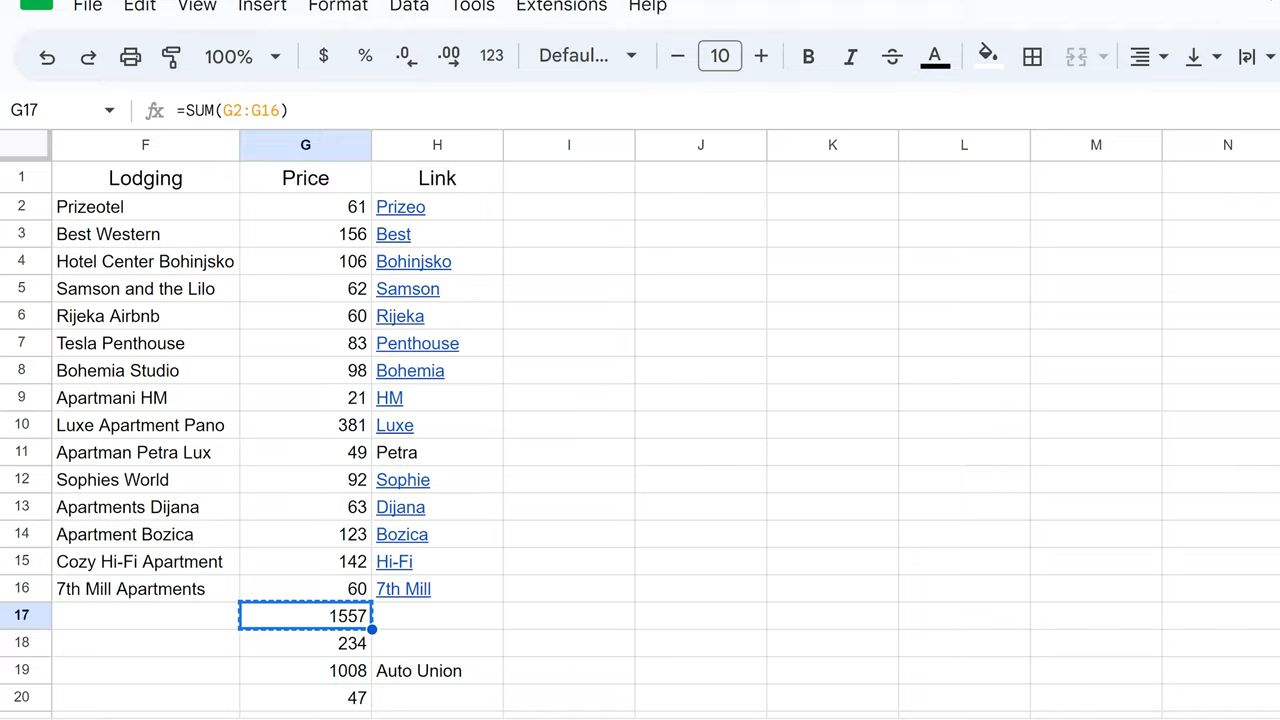 File Edit View Insert Format Data Tools Extensions Help
100% $ % .0 .00 123 Defaul... − 10 + B I S A
G17 fx =SUM(G2:G16)
F G H I J K L M N
1 Lodging Price Link
2 Prizeotel 61 Prizeo
3 Best Western 156 Best
4 Hotel Center Bohinjsko 106 Bohinjsko
5 Samson and the Lilo 62 Samson
6 Rijeka Airbnb 60 Rijeka
7 Tesla Penthouse 83 Penthouse
8 Bohemia Studio 98 Bohemia
9 Apartmani HM 21 HM
10 Luxe Apartment Pano 381 Luxe
11 Apartman Petra Lux 49 Petra
12 Sophies World 92 Sophie
13 Apartments Dijana 63 Dijana
14 Apartment Bozica 123 Bozica
15 Cozy Hi-Fi Apartment 142 Hi-Fi
16 7th Mill Apartments 60 7th Mill
17 1557
18 234
19 1008 Auto Union
20 47